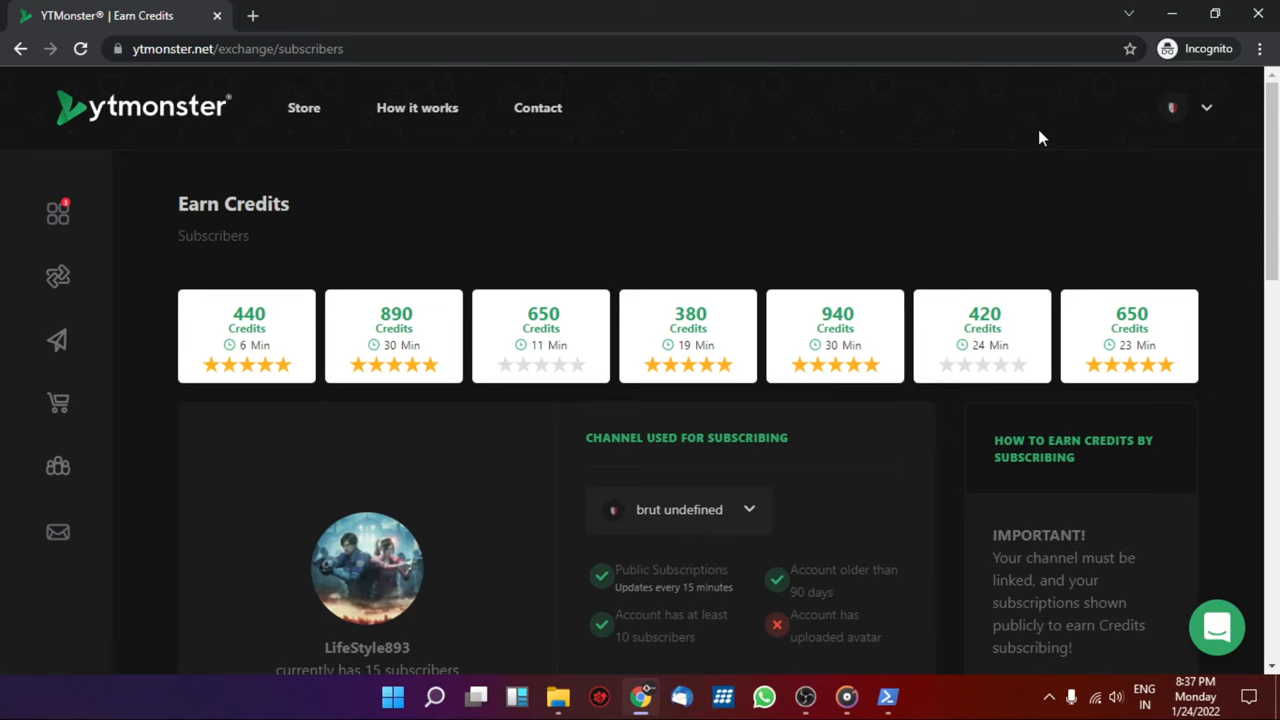 YTMonster® | Earn Credits
ytmonster.net/exchange/subscribers
Incognito
ytmonster®
Store
How it works
Contact
3
Earn Credits
Subscribers
440
Credits
6 Min
890
Credits
30 Min
650
Credits
11 Min
380
Credits
19 Min
940
Credits
30 Min
420
Credits
24 Min
650
Credits
23 Min
LifeStyle893
currently has 15 subscribers
CHANNEL USED FOR SUBSCRIBING
brut undefined
Public Subscriptions
Updates every 15 minutes
Account older than
90 days
Account has at least
10 subscribers
Account has
uploaded avatar
HOW TO EARN CREDITS BY
SUBSCRIBING
IMPORTANT!
Your channel must be
linked, and your
subscriptions shown
publicly to earn Credits
subscribing!
ENG
IN
8:37 PM
Monday
1/24/2022